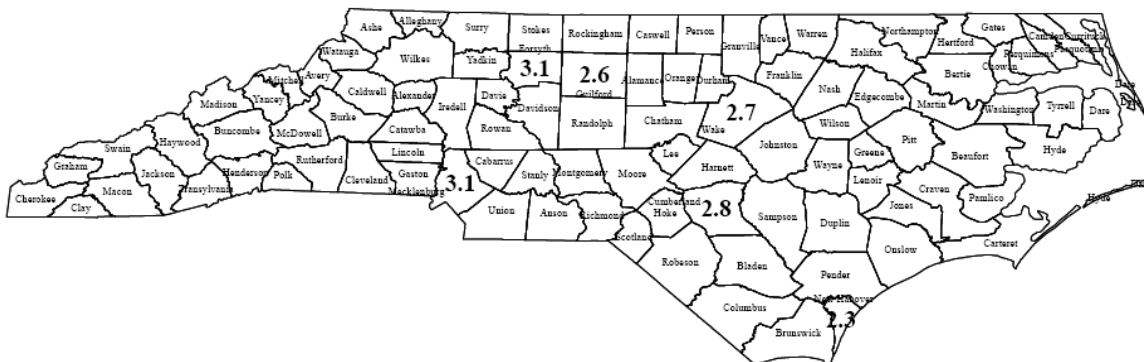 Ashe
Alleghany
Surry
Stokes
Rockingham
Caswell
Person
Granville
Vance
Warren
Northampton
Gates
Camden
Currituck
Hertford
Pasquotank
Perquimans
Chowan
Watauga
Wilkes
Yadkin
Forsyth
3.1
2.6
Guilford
Alamance
Orange
Durham
Franklin
Halifax
Bertie
Mitchell
Avery
Caldwell
Alexander
Iredell
Davie
Davidson
Randolph
Chatham
Wake
2.7
Nash
Edgecombe
Martin
Washington
Tyrrell
Dare
Madison
Yancey
McDowell
Burke
Catawba
Rowan
Wilson
Pitt
Beaufort
Hyde
Buncombe
Haywood
Swain
Rutherford
Lincoln
Cabarrus
Stanly
Montgomery
Moore
Lee
Harnett
Johnston
Wayne
Greene
Lenoir
Craven
Pamlico
Graham
Jackson
Henderson
Polk
Cleveland
Gaston
Mecklenburg
3.1
Cherokee
Macon
Clay
Transylvania
Union
Anson
Richmond
Scotland
Hoke
Cumberland
2.8
Sampson
Duplin
Jones
Onslow
Carteret
Hyde
Robeson
Bladen
Pender
Columbus
New Hanover
2.3
Brunswick